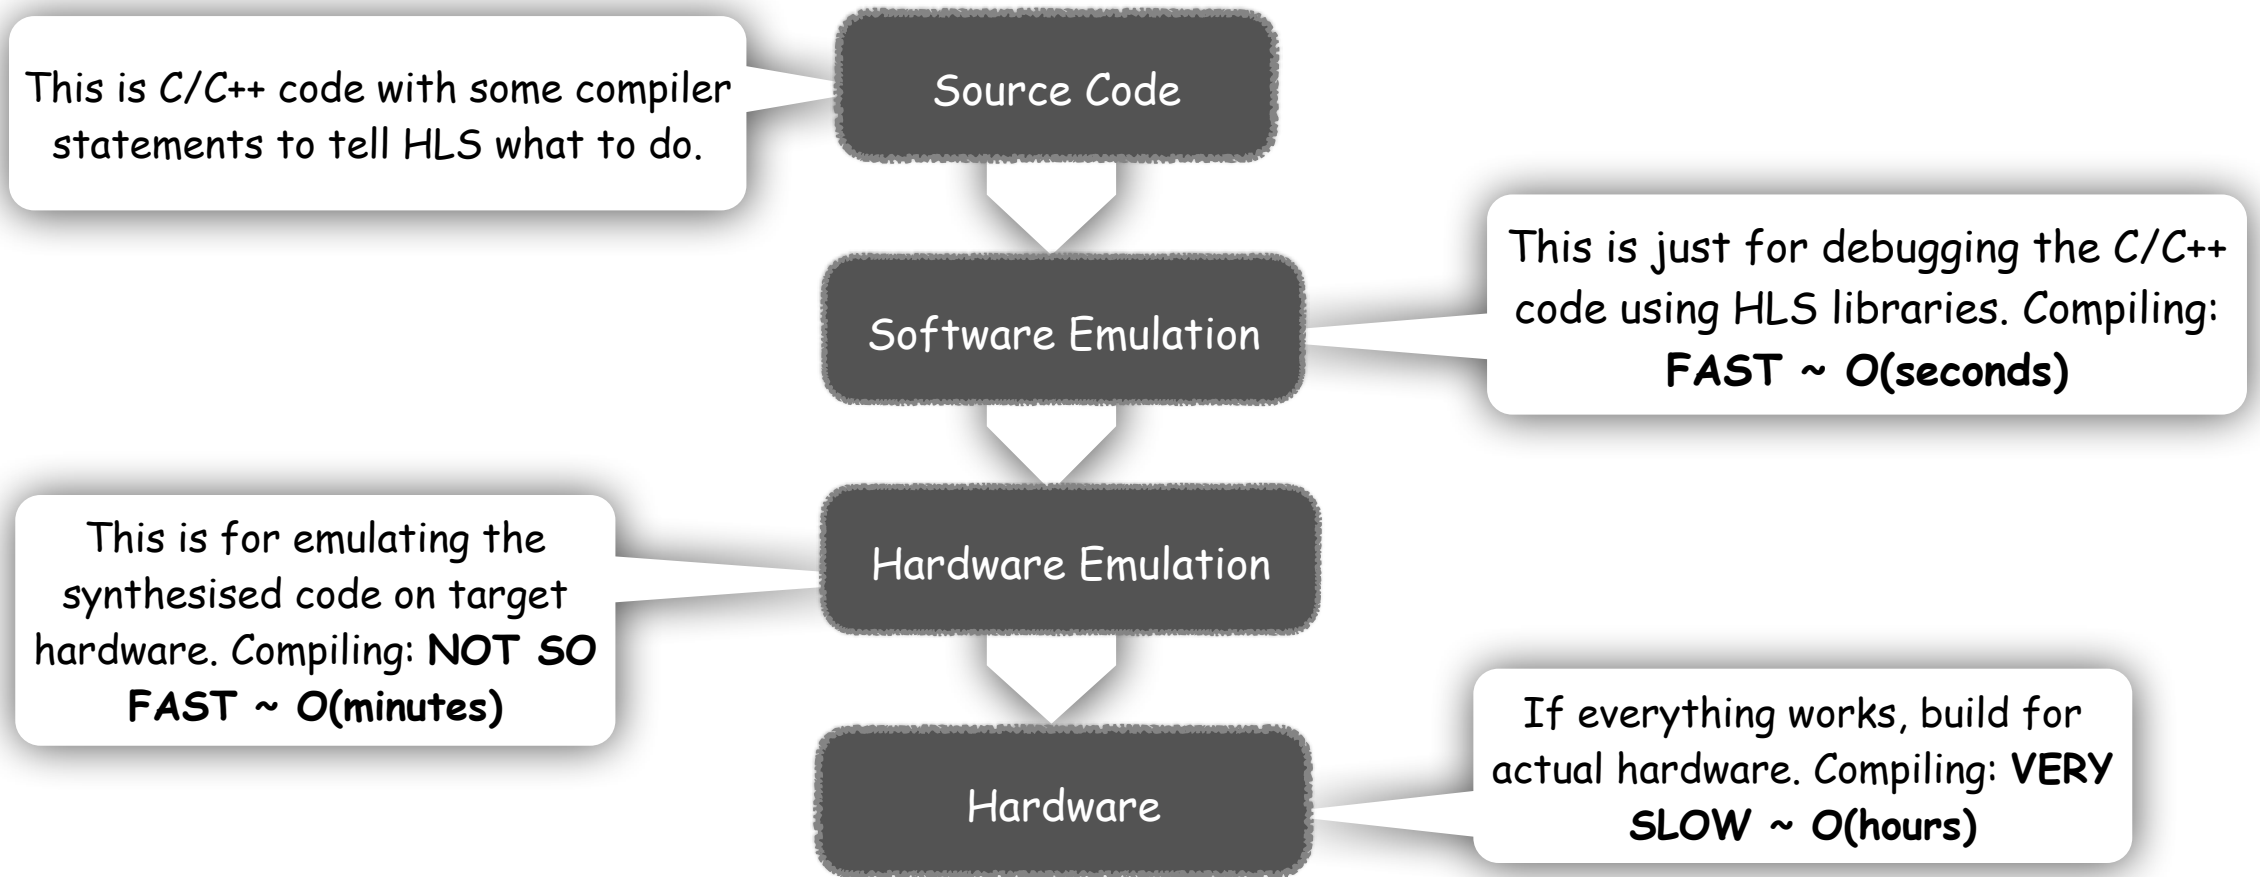 This is C/C++ code with some compiler
statements to tell HLS what to do.
Source Code
This is just for debugging the C/C++
code using HLS libraries. Compiling:
FAST ~ O(seconds)
Software Emulation
This is for emulating the
synthesised code on target
hardware. Compiling: NOT SO
FAST ~ O(minutes)
Hardware Emulation
If everything works, build for
actual hardware. Compiling: VERY
SLOW ~ O(hours)
Hardware